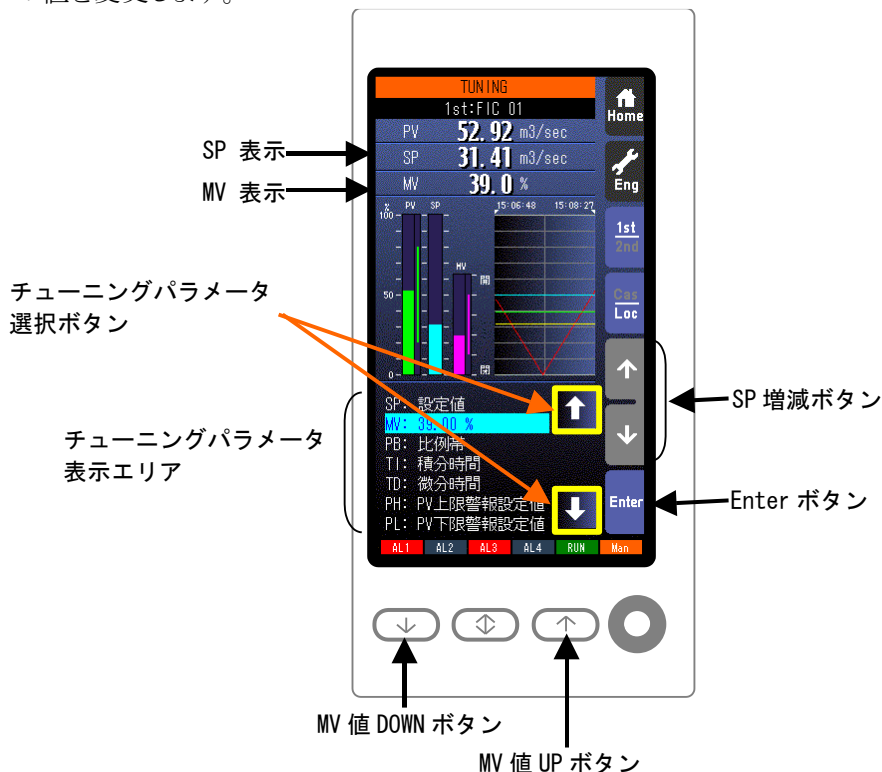 の値を変更します。
TUNING
1st:FIC 01
PV 52.92 m3/sec
SP 31.41 m3/sec
MV 39.0 %
Home
Eng
1st
2nd
Cas
Loc
Enter
% PV SP
15:06:48 15:08:27
100
MV
開
50
閉
0
SP: 設定値
MV: 39.00 %
PB: 比例帯
TI: 積分時間
TD: 微分時間
PH: PV上限警報設定値
PL: PV下限警報設定値
AL1 AL2 AL3 AL4 RUN Man
SP 表示
MV 表示
チューニングパラメータ
選択ボタン
チューニングパラメータ
表示エリア
SP 増減ボタン
Enter ボタン
MV 値 DOWN ボタン
MV 値 UP ボタン